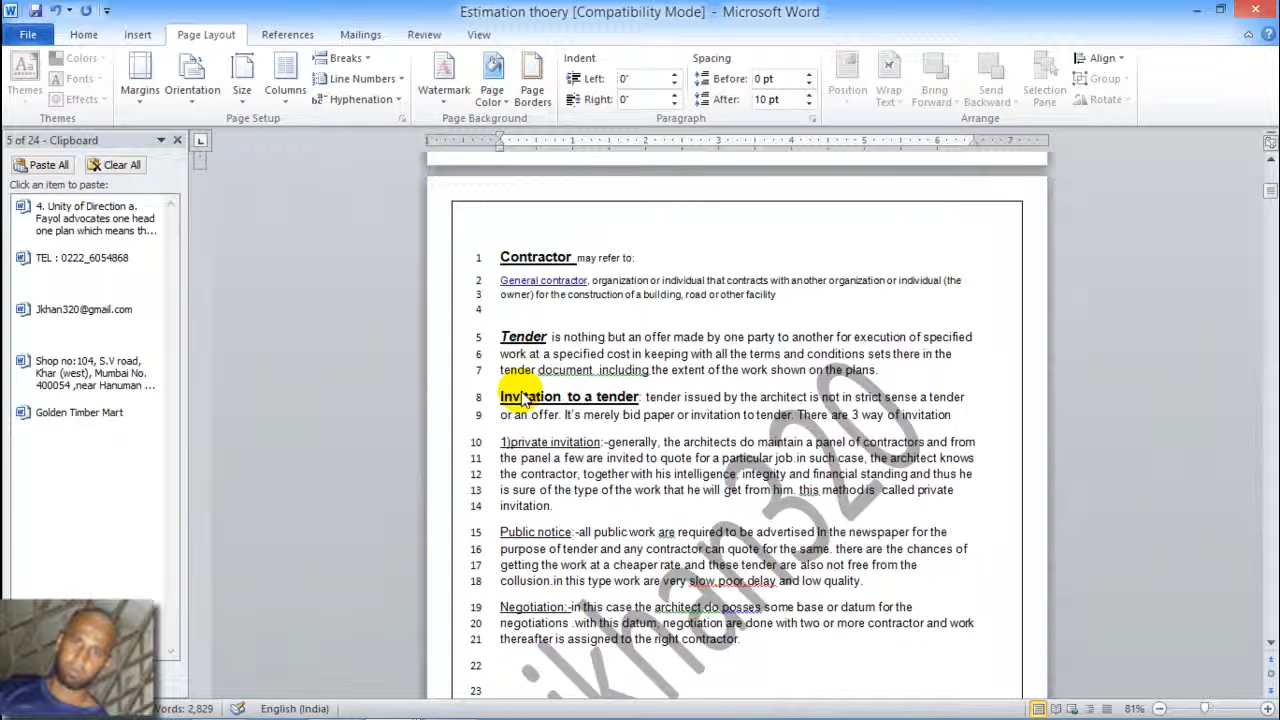 Estimation thoery [Compatibility Mode] - Microsoft Word
File Home Insert Page Layout References Mailings Review View
Themes Colors Fonts Effects Themes
Margins Orientation Size Columns Breaks Line Numbers Hyphenation Page Setup
Watermark Page Color Page Borders Page Background
Indent Left: 0" Right: 0" Spacing Before: 0 pt After: 10 pt Paragraph
Position Wrap Text Bring Forward Send Backward Selection Pane Align Group Rotate Arrange
5 of 24 - Clipboard
Paste All Clear All
Click an item to paste:
4. Unity of Direction a.
Fayol advocates one head
one plan which means th...
TEL : 0222_6054868
Jkhan320@gmail.com
Shop no:104, S.V road,
Khar (west), Mumbai No.
400054 ,near Hanuman ...
Golden Timber Mart
1 1 2 3 4 5 6 7
1 Contractor may refer to:
2 General contractor, organization or individual that contracts with another organization or individual (the
3 owner) for the construction of a building, road or other facility
4
5 Tender is nothing but an offer made by one party to another for execution of specified
6 work at a specified cost in keeping with all the terms and conditions sets there in the
7 tender document including the extent of the work shown on the plans.
8 Invitation to a tender: tender issued by the architect is not in strict sense a tender
9 or an offer. It's merely bid paper or invitation to tender. There are 3 way of invitation
10 1)private invitation:-generally, the architects do maintain a panel of contractors and from
11 the panel a few are invited to quote for a particular job.in such case, the architect knows
12 the contractor, together with his intelligence, integrity and financial standing and thus he
13 is sure of the type of the work that he will get from him. this method is called private
14 invitation.
15 Public notice:-all public work are required to be advertised In the newspaper for the
16 purpose of tender and any contractor can quote for the same. there are the chances of
17 getting the work at a cheaper rate and these tender are also not free from the
18 collusion.in this type work are very slow,poor,delay and low quality.
19 Negotiation:-in this case the architect do posses some base or datum for the
20 negotiations .with this datum, negotiation are done with two or more contractor and work
21 thereafter is assigned to the right contractor.
22
23
jkhan320
Words: 2,829 English (India) 81%